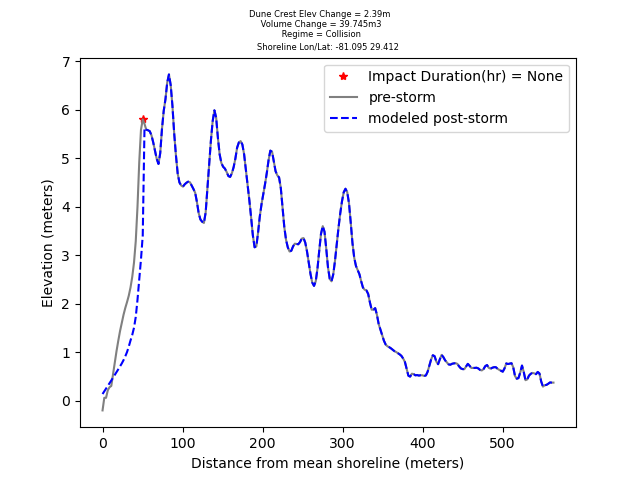 Dune Crest Elev Change = 2.39m
Volume Change = 39.745m3
Regime = Collision
Shoreline Lon/Lat: -81.095 29.412
Impact Duration(hr) = None
pre-storm
modeled post-storm
Elevation (meters)
7
6
5
4
3
2
1
0
0 100 200 300 400 500
Distance from mean shoreline (meters)